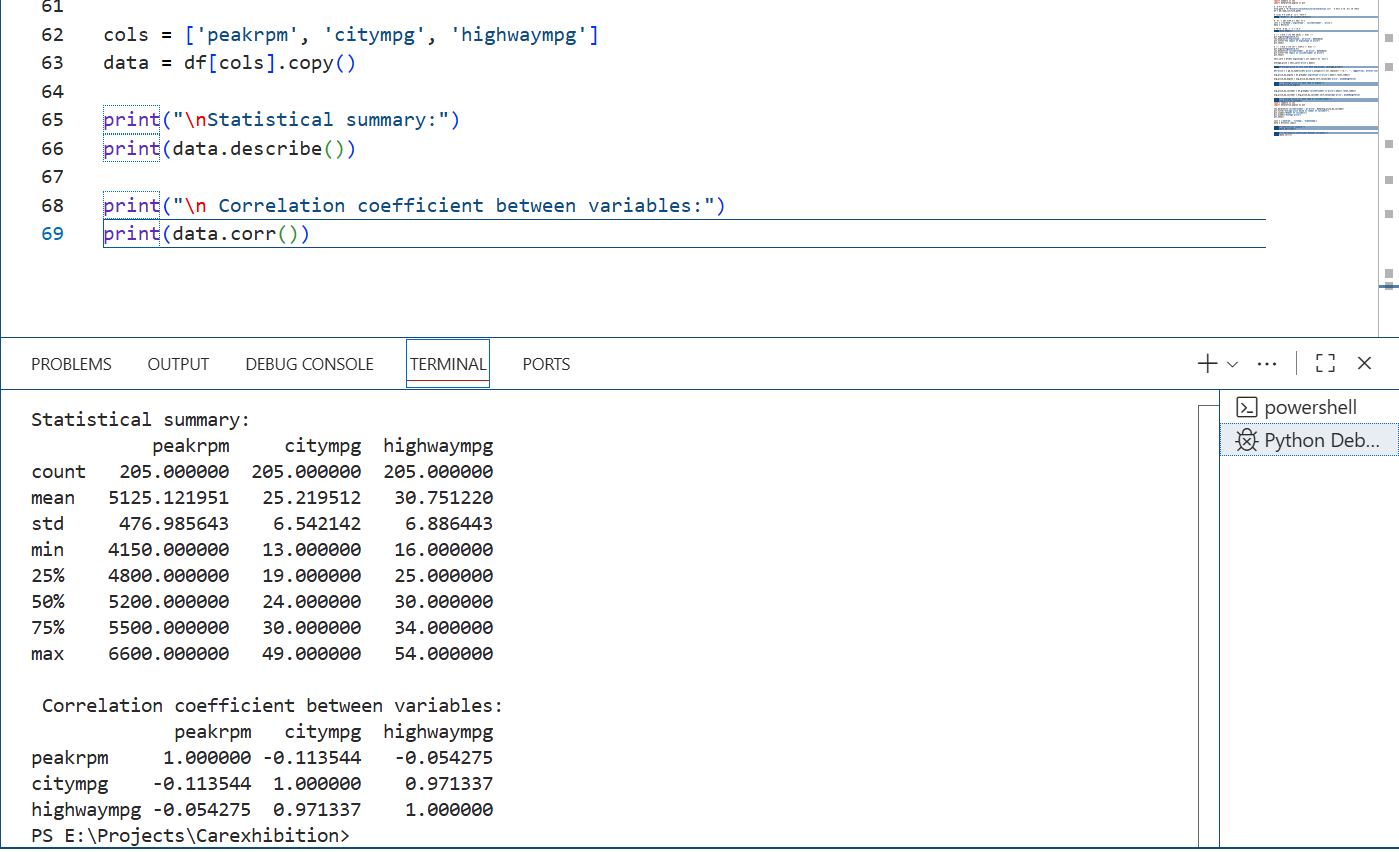 61
62 cols = ['peakrpm', 'citympg', 'highwaympg']
63 data = df[cols].copy()
64
65 print("\nStatistical summary:")
66 print(data.describe())
67
68 print("\n Correlation coefficient between variables:")
69 print(data.corr())
PROBLEMS OUTPUT DEBUG CONSOLE TERMINAL PORTS
powershell
Python Deb...
Statistical summary:
peakrpm citympg highwaympg
count 205.000000 205.000000 205.000000
mean 5125.121951 25.219512 30.751220
std 476.985643 6.542142 6.886443
min 4150.000000 13.000000 16.000000
25% 4800.000000 19.000000 25.000000
50% 5200.000000 24.000000 30.000000
75% 5500.000000 30.000000 34.000000
max 6600.000000 49.000000 54.000000
Correlation coefficient between variables:
peakrpm citympg highwaympg
peakrpm 1.000000 -0.113544 -0.054275
citympg -0.113544 1.000000 0.971337
highwaympg -0.054275 0.971337 1.000000
PS E:\Projects\Carexhibition>